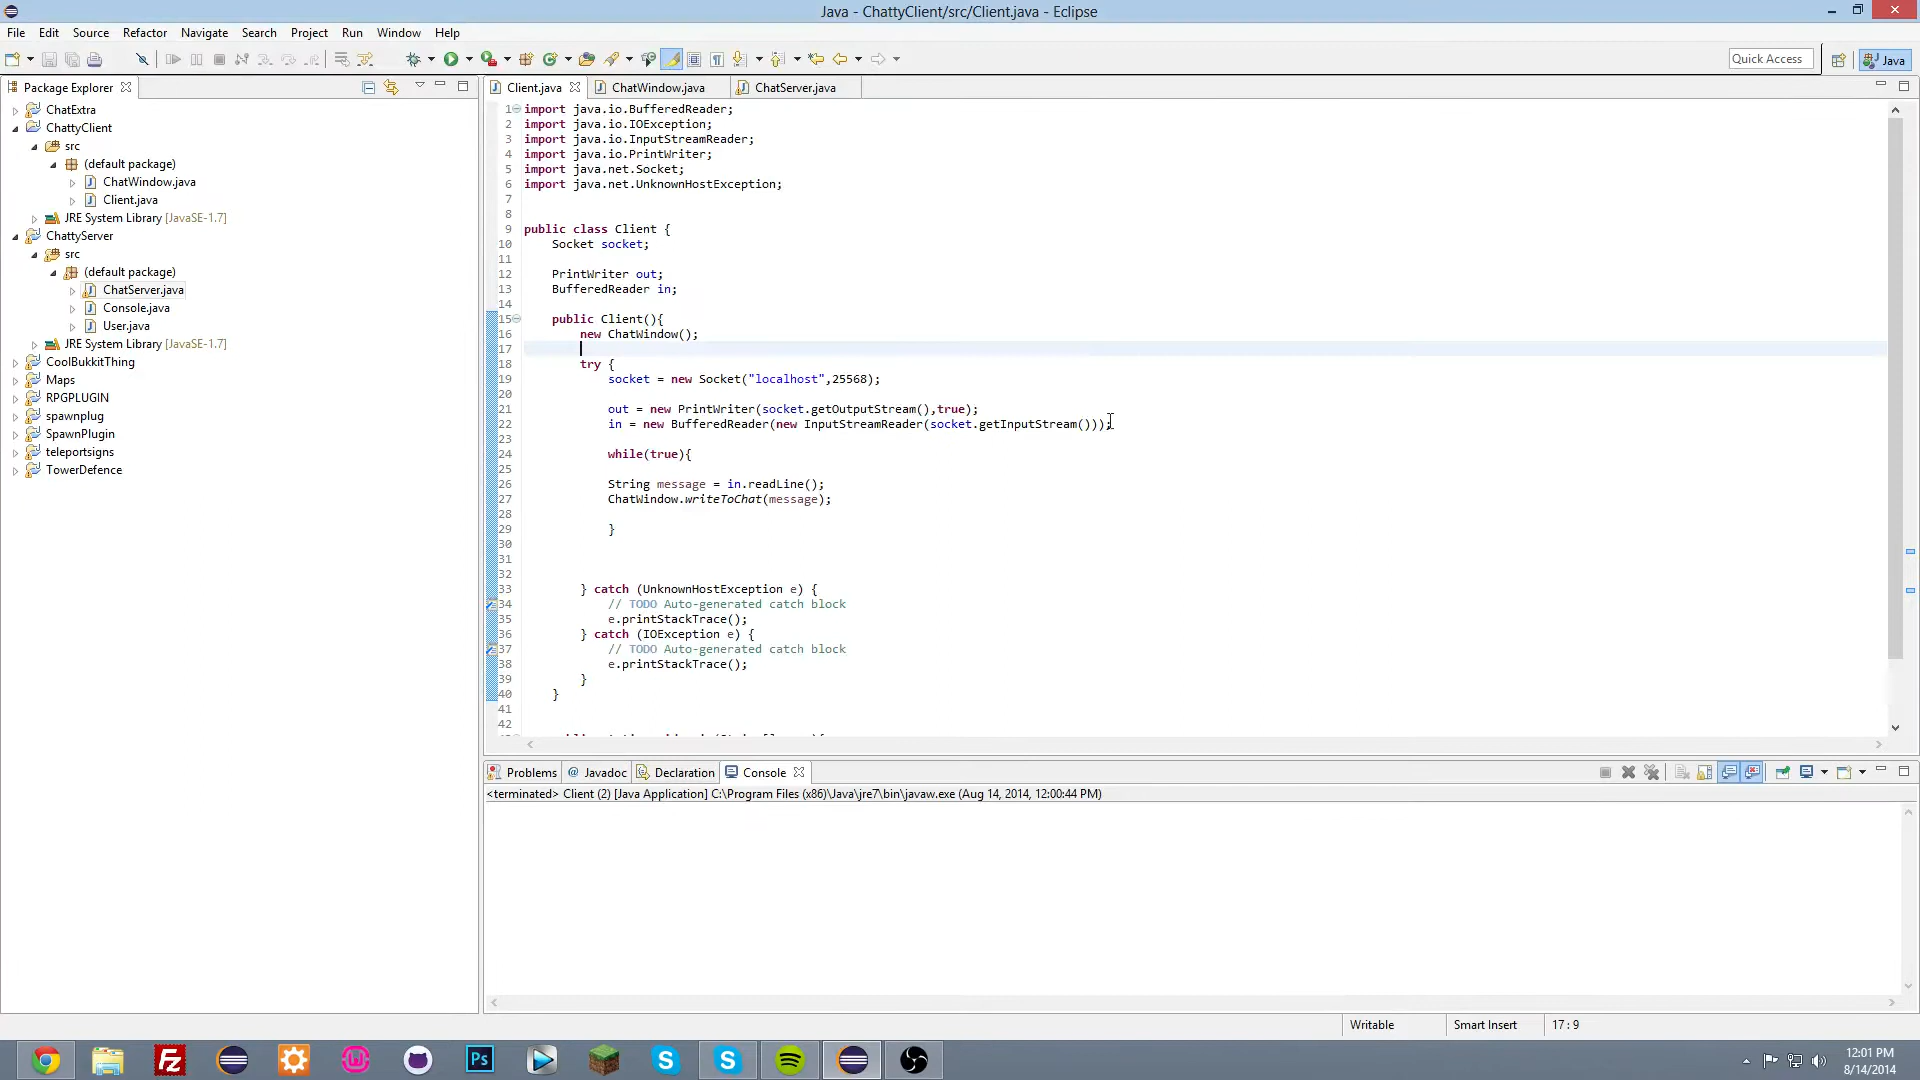 Java - ChattyClient/src/Client.java - Eclipse
File Edit Source Refactor Navigate Search Project Run Window Help
Quick Access Java
Package Explorer
ChatExtra
ChattyClient
src
(default package)
ChatWindow.java
Client.java
JRE System Library [JavaSE-1.7]
ChattyServer
src
(default package)
ChatServer.java
Console.java
User.java
JRE System Library [JavaSE-1.7]
CoolBukkitThing
Maps
RPGPLUGIN
spawnplug
SpawnPlugin
teleportsigns
TowerDefence
Client.java ChatWindow.java ChatServer.java
1 import java.io.BufferedReader;
2 import java.io.IOException;
3 import java.io.InputStreamReader;
4 import java.io.PrintWriter;
5 import java.net.Socket;
6 import java.net.UnknownHostException;
7
8
9 public class Client {
10 Socket socket;
11
12 PrintWriter out;
13 BufferedReader in;
14
15 public Client(){
16 new ChatWindow();
17
18 try {
19 socket = new Socket("localhost",25568);
20
21 out = new PrintWriter(socket.getOutputStream(),true);
22 in = new BufferedReader(new InputStreamReader(socket.getInputStream()));
23
24 while(true){
25
26 String message = in.readLine();
27 ChatWindow.writeToChat(message);
28
29 }
30
31
32
33 } catch (UnknownHostException e) {
34 // TODO Auto-generated catch block
35 e.printStackTrace();
36 } catch (IOException e) {
37 // TODO Auto-generated catch block
38 e.printStackTrace();
39 }
40 }
41
42
Problems @ Javadoc Declaration Console
<terminated> Client (2) [Java Application] C:\Program Files (x86)\Java\jre7\bin\javaw.exe (Aug 14, 2014, 12:00:44 PM)
Writable Smart Insert 17 : 9
Fz Ps
12:01 PM
8/14/2014